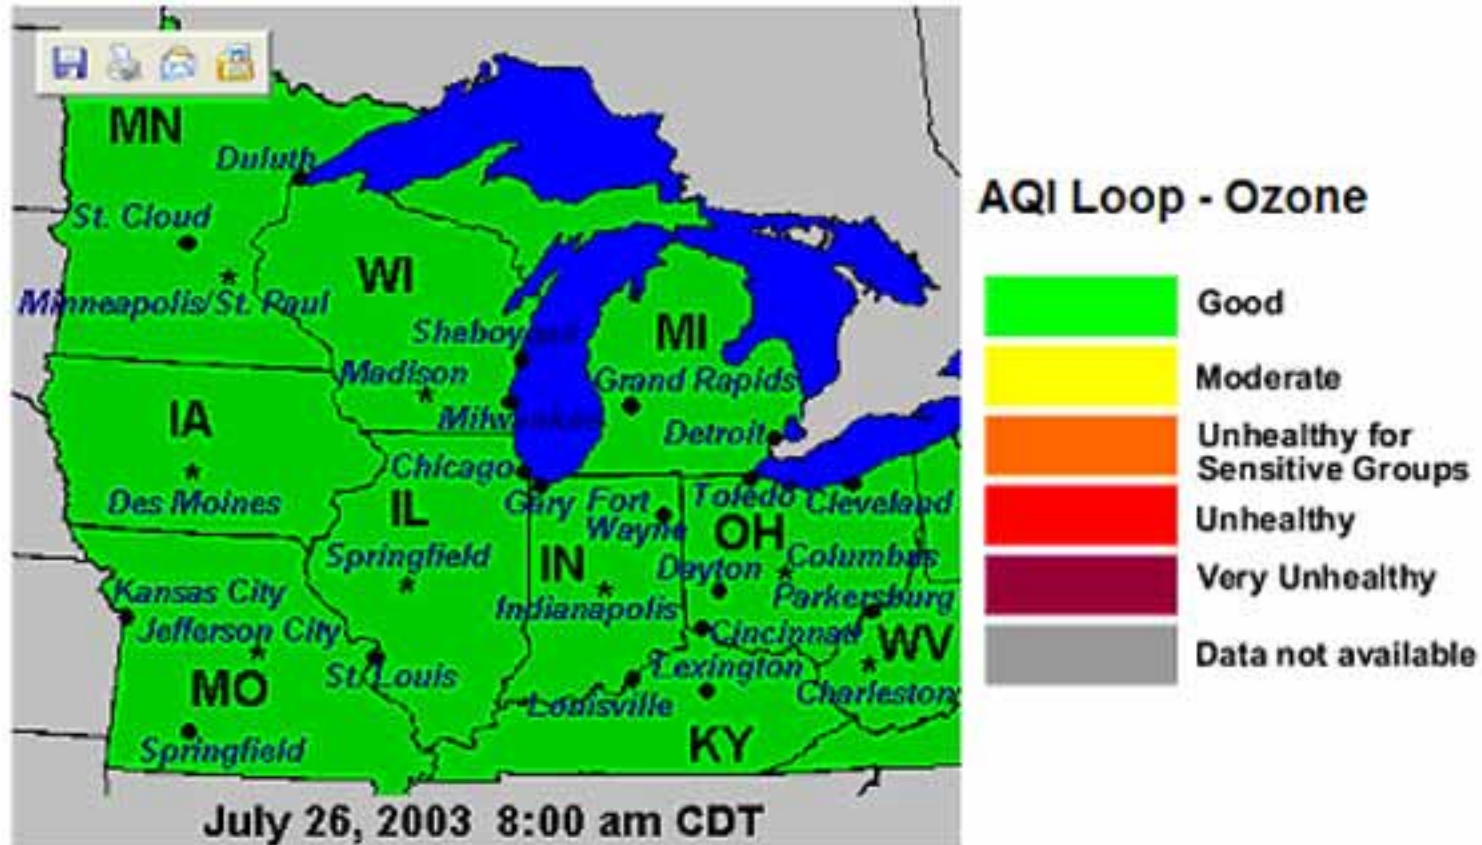 MN
Duluth
St. Cloud
Minneapolis/St. Paul
WI
Sheboygan
MI
Madison
Grand Rapids
Milwaukee
IA
Detroit
Chicago
Des Moines
Gary
Fort
Wayne
Toledo
Cleveland
IL
OH
Springfield
IN
Columbus
Dayton
Kansas City
Indianapolis
Parkersburg
Jefferson City
Cincinnati
WV
St. Louis
Lexington
MO
Charleston
Louisville
Springfield
KY
July 26, 2003 8:00 am CDT
AQI Loop - Ozone
Good
Moderate
Unhealthy for
Sensitive Groups
Unhealthy
Very Unhealthy
Data not available